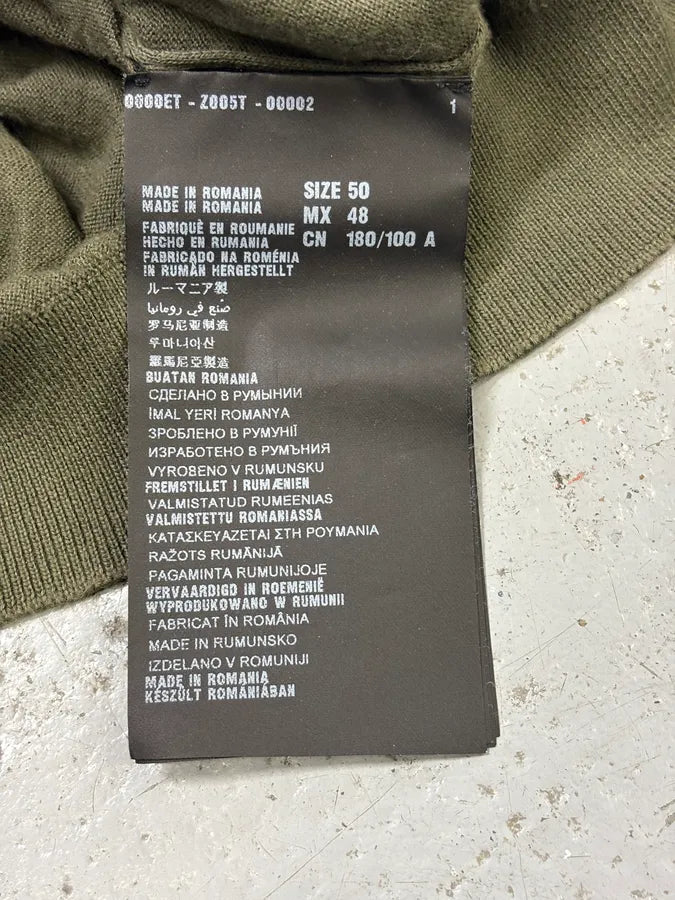 0000ET - Z005T - 00002 1
MADE IN ROMANIA SIZE 50
MADE IN ROMANIA MX 48
FABRIQUÈ EN ROUMANIE
HECHO EN RUMANIA CN 180/100 A
FABRICADO NA ROMÉNIA
IN RUMÄN HERGESTELLT
ルーマニア製
صنع في رومانيا
罗马尼亚制造
루마니아산
羅馬尼亞製造
BUATAN ROMANIA
СДЕЛАНО В РУМЫНИИ
İMAL YERİ ROMANYA
ЗРОБЛЕНО В РУМУНІЇ
ИЗРАБОТЕНО В РУМЪНИЯ
VYROBENO V RUMUNSKU
FREMSTILLET I RUMÆNIEN
VALMISTATUD RUMEENIAS
VALMISTETTU ROMANIASSA
ΚΑΤΑΣΚΕΥΑΖΕΤΑΙ ΣΤΗ ΡΟΥΜΑΝΙΑ
RAŽOTS RUMĀNIJĀ
PAGAMINTA RUMUNIJOJE
VERVAARDIGD IN ROEMENIË
WYPRODUKOWANO W RUMUNII
FABRICAT ÎN ROMÂNIA
MADE IN RUMUNSKO
IZDELANO V ROMUNIJI
MADE IN ROMANIA
KÉSZÜLT ROMÁNIÁBAN